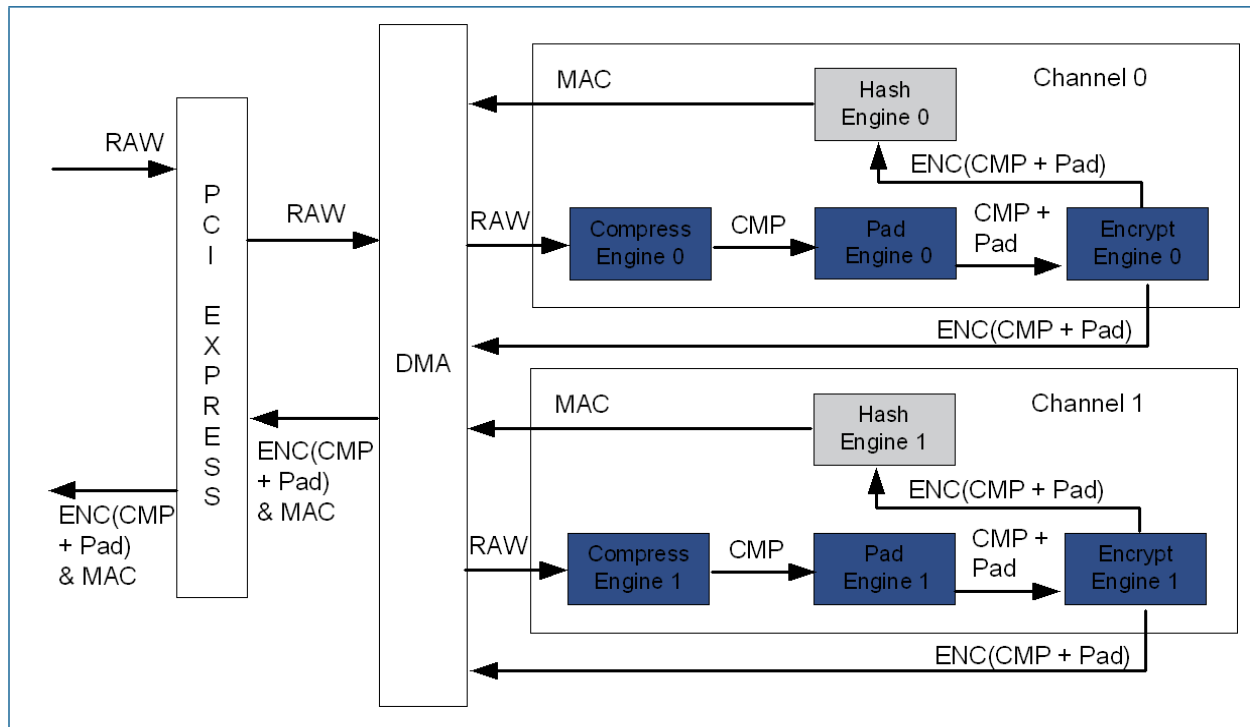 RAW
PCI EXPRESS
RAW
ENC(CMP
+ Pad)
& MAC
ENC(CMP
+ Pad)
& MAC
DMA
MAC
Hash
Engine 0
Channel 0
ENC(CMP + Pad)
RAW
Compress
Engine 0
CMP
Pad
Engine 0
CMP +
Pad
Encrypt
Engine 0
ENC(CMP + Pad)
MAC
Hash
Engine 1
Channel 1
ENC(CMP + Pad)
RAW
Compress
Engine 1
CMP
Pad
Engine 1
CMP +
Pad
Encrypt
Engine 1
ENC(CMP + Pad)